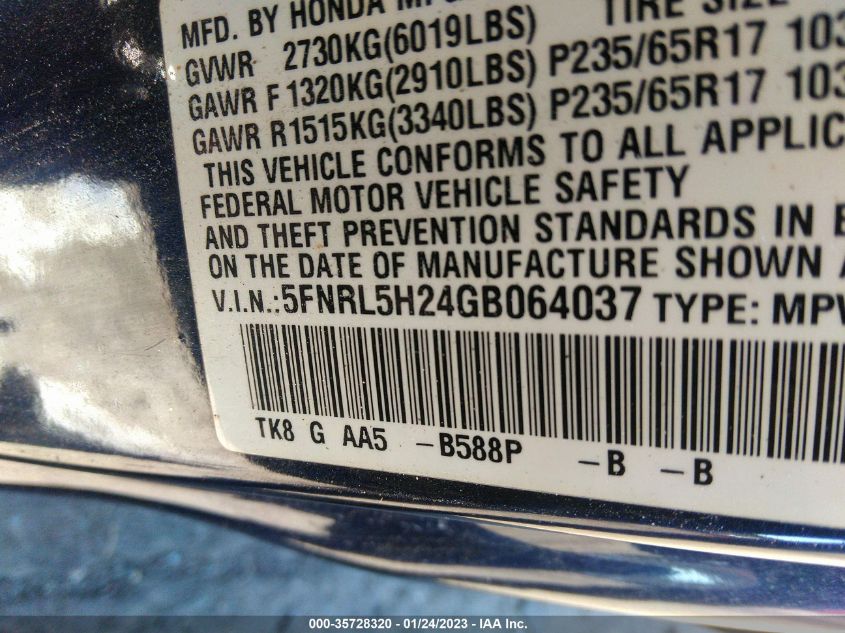 MFD. BY HONDA
TIRE SIZE
GVWR 2730KG(6019LBS)
GAWR F 1320KG(2910LBS) P235/65R17 103
GAWR R1515KG(3340LBS) P235/65R17 103
THIS VEHICLE CONFORMS TO ALL
FEDERAL MOTOR VEHICLE SAFETY
AND THEFT PREVENTION STANDARDS IN
ON THE DATE OF MANUFACTURE SHOWN
V.I.N.:5FNRL5H24GB064037 TYPE: MPV
TK8 G AA5 -B588P -B -B
000-35728320 - 01/24/2023 - IAA Inc.